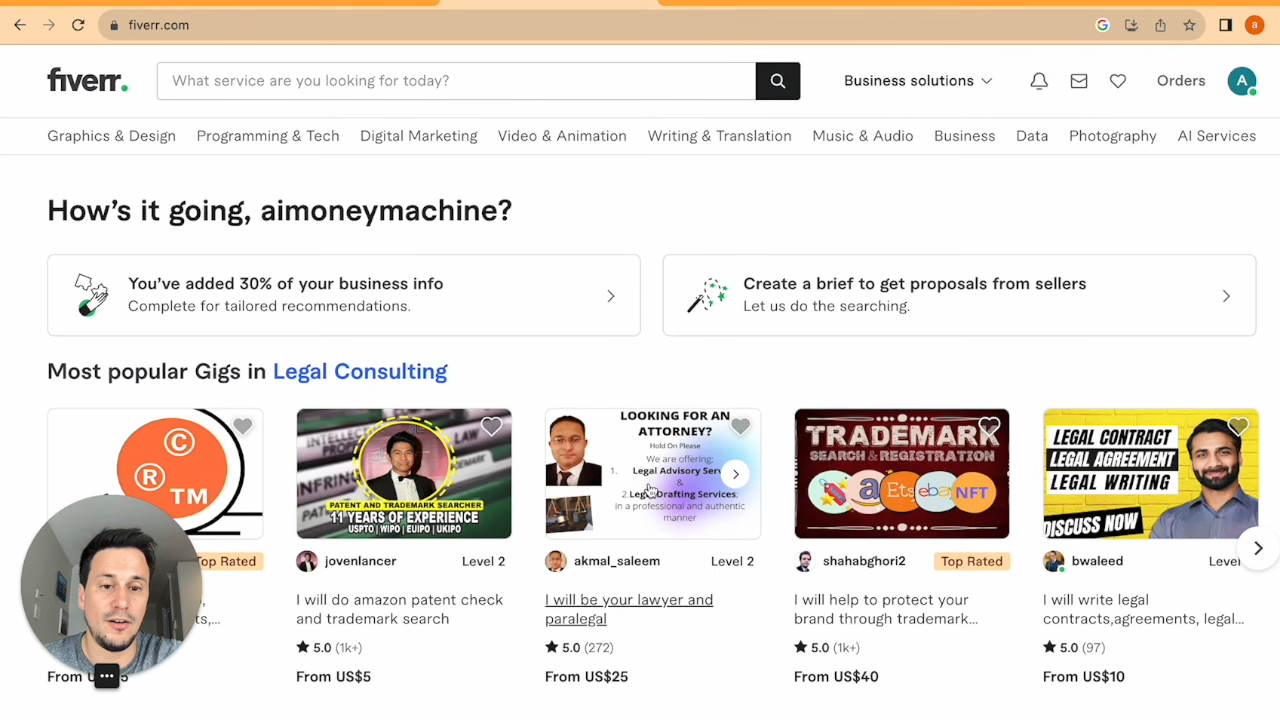 fiverr.com
G
a
fiverr.
What service are you looking for today?
Business solutions
Orders
A
Graphics & Design
Programming & Tech
Digital Marketing
Video & Animation
Writing & Translation
Music & Audio
Business
Data
Photography
AI Services
How's it going, aimoneymachine?
You've added 30% of your business info
Complete for tailored recommendations.
Create a brief to get proposals from sellers
Let us do the searching.
Most popular Gigs in Legal Consulting
©
®
TM
Top Rated
From
PATENT AND TRADEMARK SEARCHER
11 YEARS OF EXPERIENCE
USPTO | WIPO | EUIPO | UKIPO
jovenlancer
Level 2
I will do amazon patent check
and trademark search
5.0 (1k+)
From US$5
LOOKING FOR AN
ATTORNEY?
Hold On Please
We are offering:
1. Legal Advisory
&
2. Legal Drafting Services;
in a professional and authentic
manner
akmal_saleem
Level 2
I will be your lawyer and
paralegal
5.0 (272)
From US$25
TRADEMARK
SEARCH & REGISTRATION
a
Ets
ebay
NFT
shahabghori2
Top Rated
I will help to protect your
brand through trademark...
5.0 (1k+)
From US$40
LEGAL CONTRACT
LEGAL AGREEMENT
LEGAL WRITING
DISCUSS NOW
bwaleed
I will write legal
contracts,agreements, legal...
5.0 (97)
From US$10